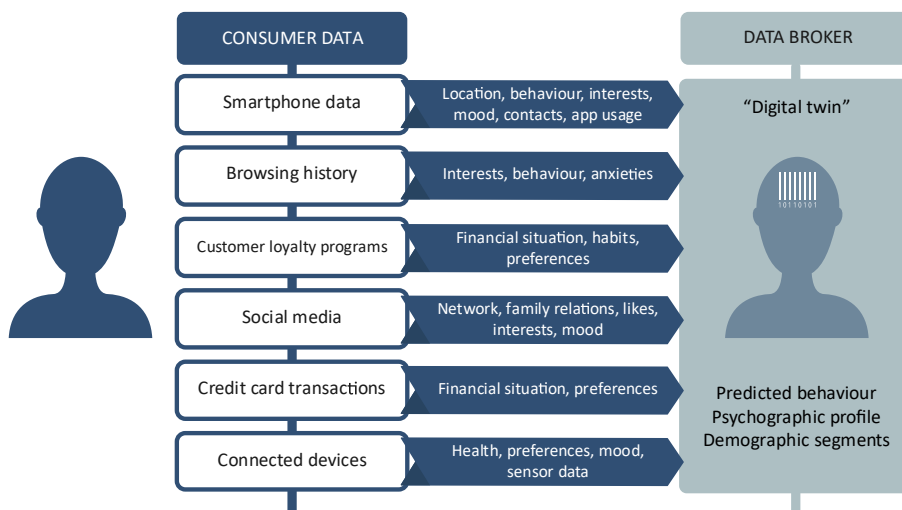 CONSUMER DATA
DATA BROKER
Smartphone data
Location, behaviour, interests,
mood, contacts, app usage
"Digital twin"
Browsing history
Interests, behaviour, anxieties
10110101
Customer loyalty programs
Financial situation, habits,
preferences
Social media
Network, family relations, likes,
interests, mood
Credit card transactions
Financial situation, preferences
Predicted behaviour
Psychographic profile
Demographic segments
Connected devices
Health, preferences, mood,
sensor data